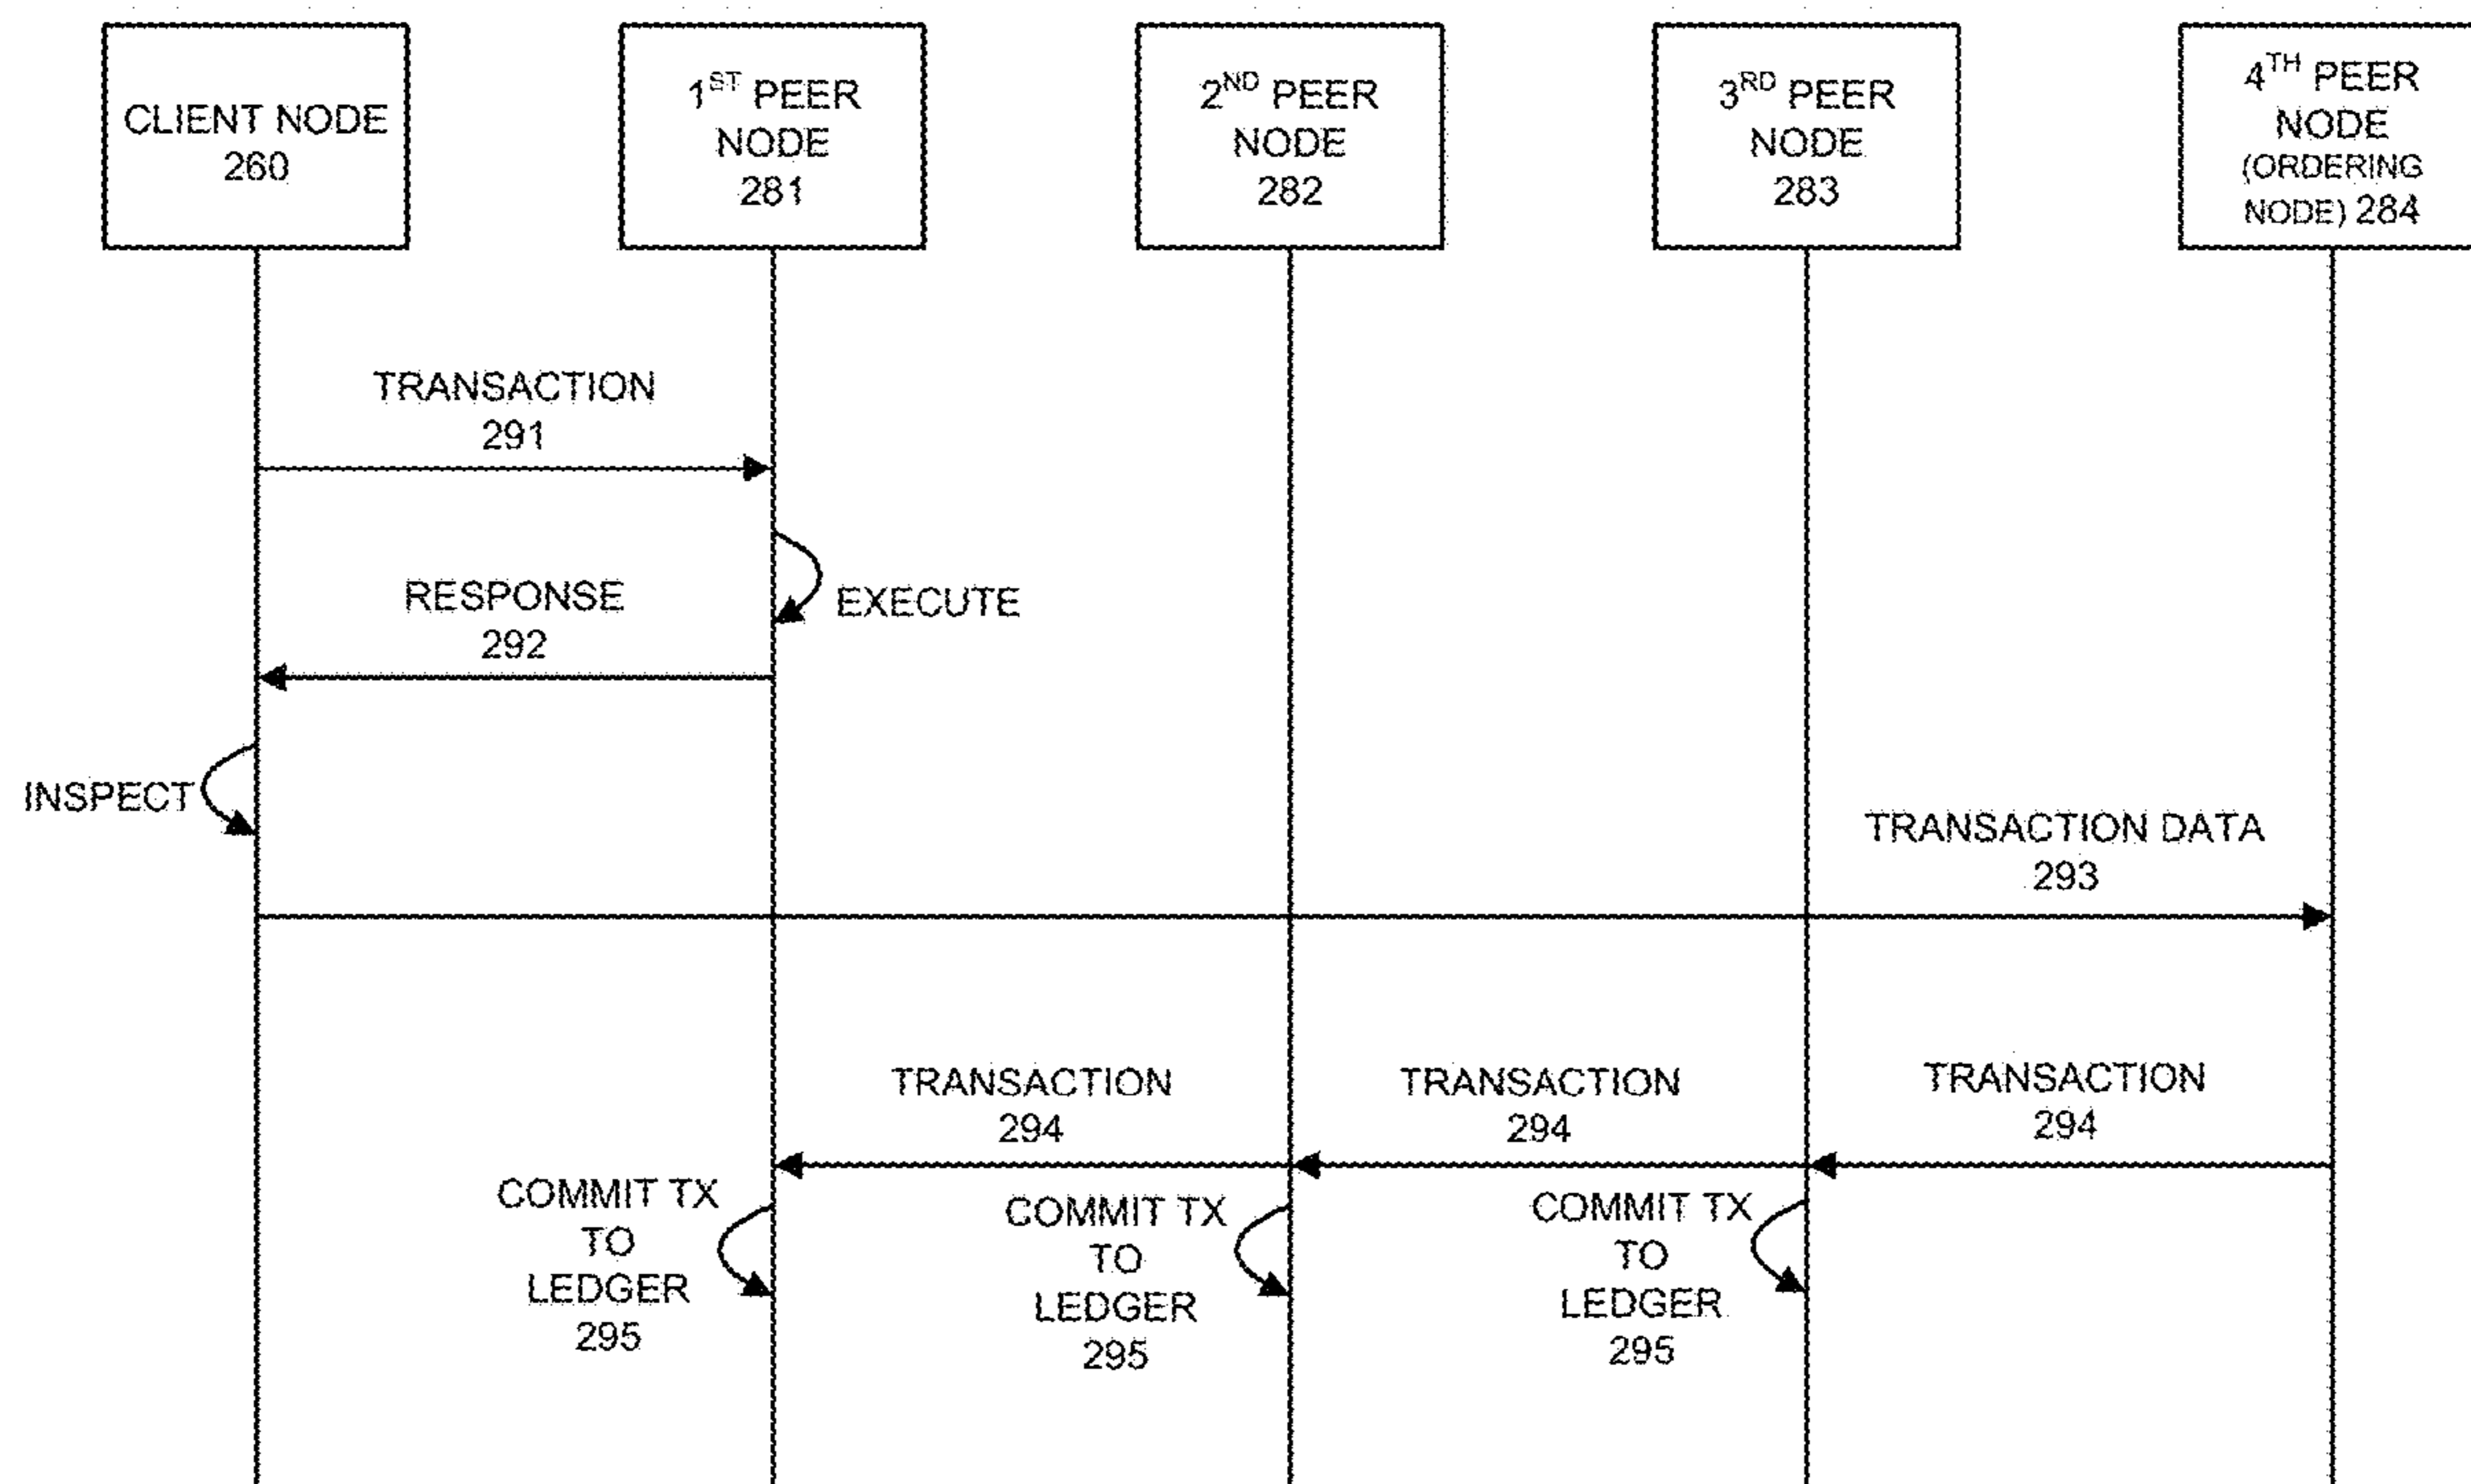 CLIENT NODE
260
1ST PEER
NODE
281
2ND PEER
NODE
282
3RD PEER
NODE
283
4TH PEER
NODE
(ORDERING
NODE) 284
TRANSACTION
291
EXECUTE
RESPONSE
292
INSPECT
TRANSACTION DATA
293
TRANSACTION
294
TRANSACTION
294
TRANSACTION
294
COMMIT TX
TO
LEDGER
295
COMMIT TX
TO
LEDGER
295
COMMIT TX
TO
LEDGER
295